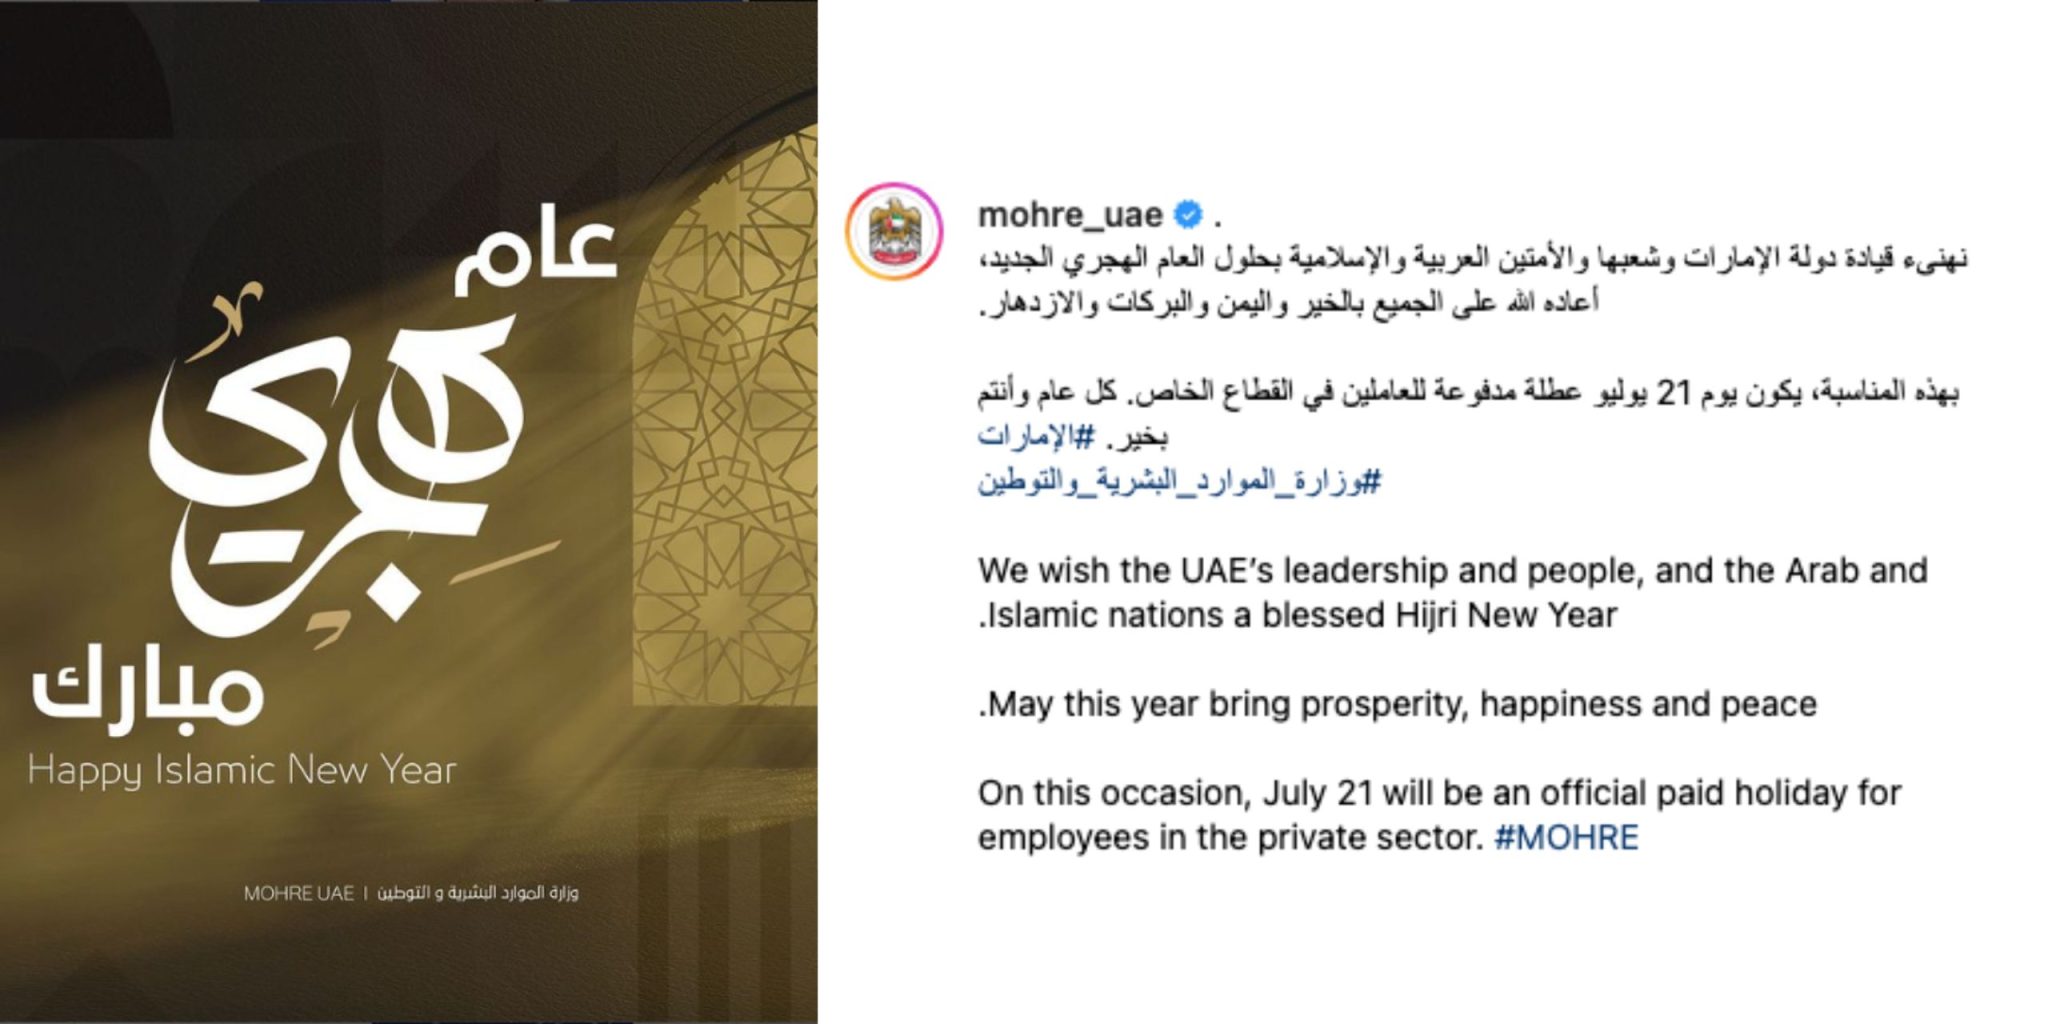 عام
هجري
مبارك
Happy Islamic New Year
MOHRE UAE | وزارة الموارد البشرية و التوطين
mohre_uae .
نهنىء قيادة دولة الإمارات وشعبها والأمتين العربية والإسلامية بحلول العام الهجري الجديد،
أعاده الله على الجميع بالخير واليمن والبركات والازدهار.
بهذه المناسبة، يكون يوم 21 يوليو عطلة مدفوعة للعاملين في القطاع الخاص. كل عام وأنتم
بخير. #الإمارات
#وزارة_الموارد_البشرية_والتوطين
We wish the UAE’s leadership and people, and the Arab and
.Islamic nations a blessed Hijri New Year
.May this year bring prosperity, happiness and peace
On this occasion, July 21 will be an official paid holiday for
employees in the private sector. #MOHRE